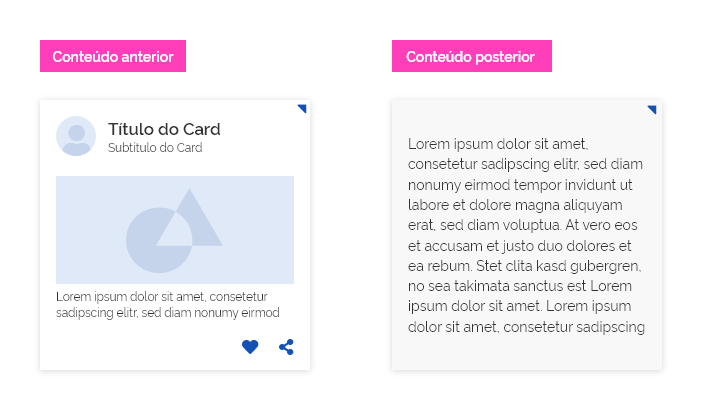 Conteúdo anterior
Conteúdo posterior
Título do Card
Subtítulo do Card
Lorem ipsum dolor sit amet, consetetur
sadipscing elitr, sed diam nonumy eirmod
Lorem ipsum dolor sit amet,
consetetur sadipscing elitr, sed diam
nonumy eirmod tempor invidunt ut
labore et dolore magna aliquyam
erat, sed diam voluptua. At vero eos
et accusam et justo duo dolores et
ea rebum. Stet clita kasd gubergren,
no sea takimata sanctus est Lorem
ipsum dolor sit amet. Lorem ipsum
dolor sit amet, consetetur sadipscing